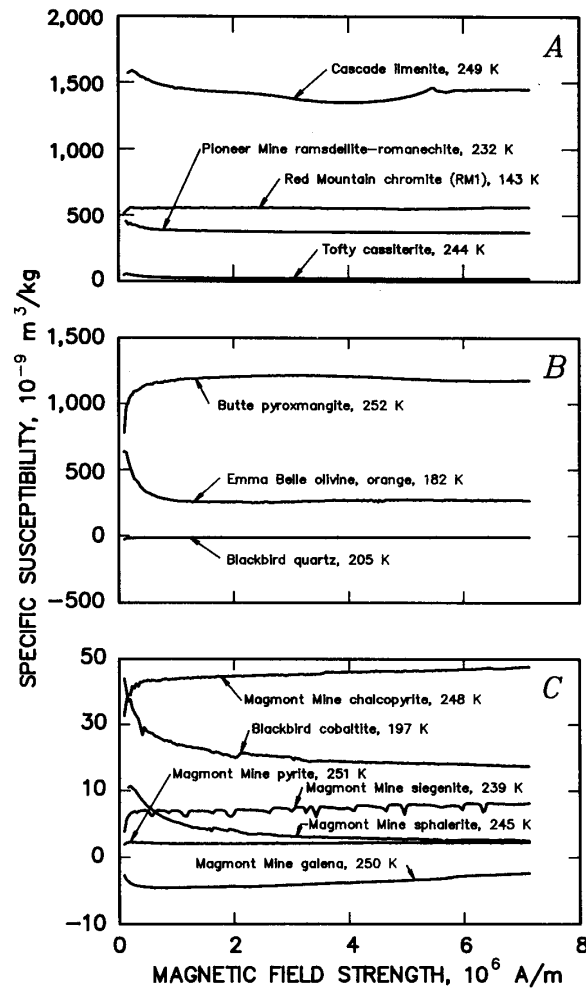 2,000
A
Cascade ilmenite, 249 K
1,500
Pioneer Mine ramsdellite-romanechite, 232 K
1,000
Red Mountain chromite (RM1), 143 K
500
Tofty cassiterite, 244 K
0
SPECIFIC SUSCEPTIBILITY, 10⁻⁹ m³/kg
1,500
B
1,000
Butte pyroxmangite, 252 K
500
Emma Belle olivine, orange, 182 K
0
Blackbird quartz, 205 K
-500
50
C
Magmont Mine chalcopyrite, 248 K
30
Blackbird cobaltite, 197 K
Magmont Mine pyrite, 251 K
10
Magmont Mine siegenite, 239 K
Magmont Mine sphalerite, 245 K
0
Magmont Mine galena, 250 K
-10
0 2 4 6 8
MAGNETIC FIELD STRENGTH, 10⁶ A/m